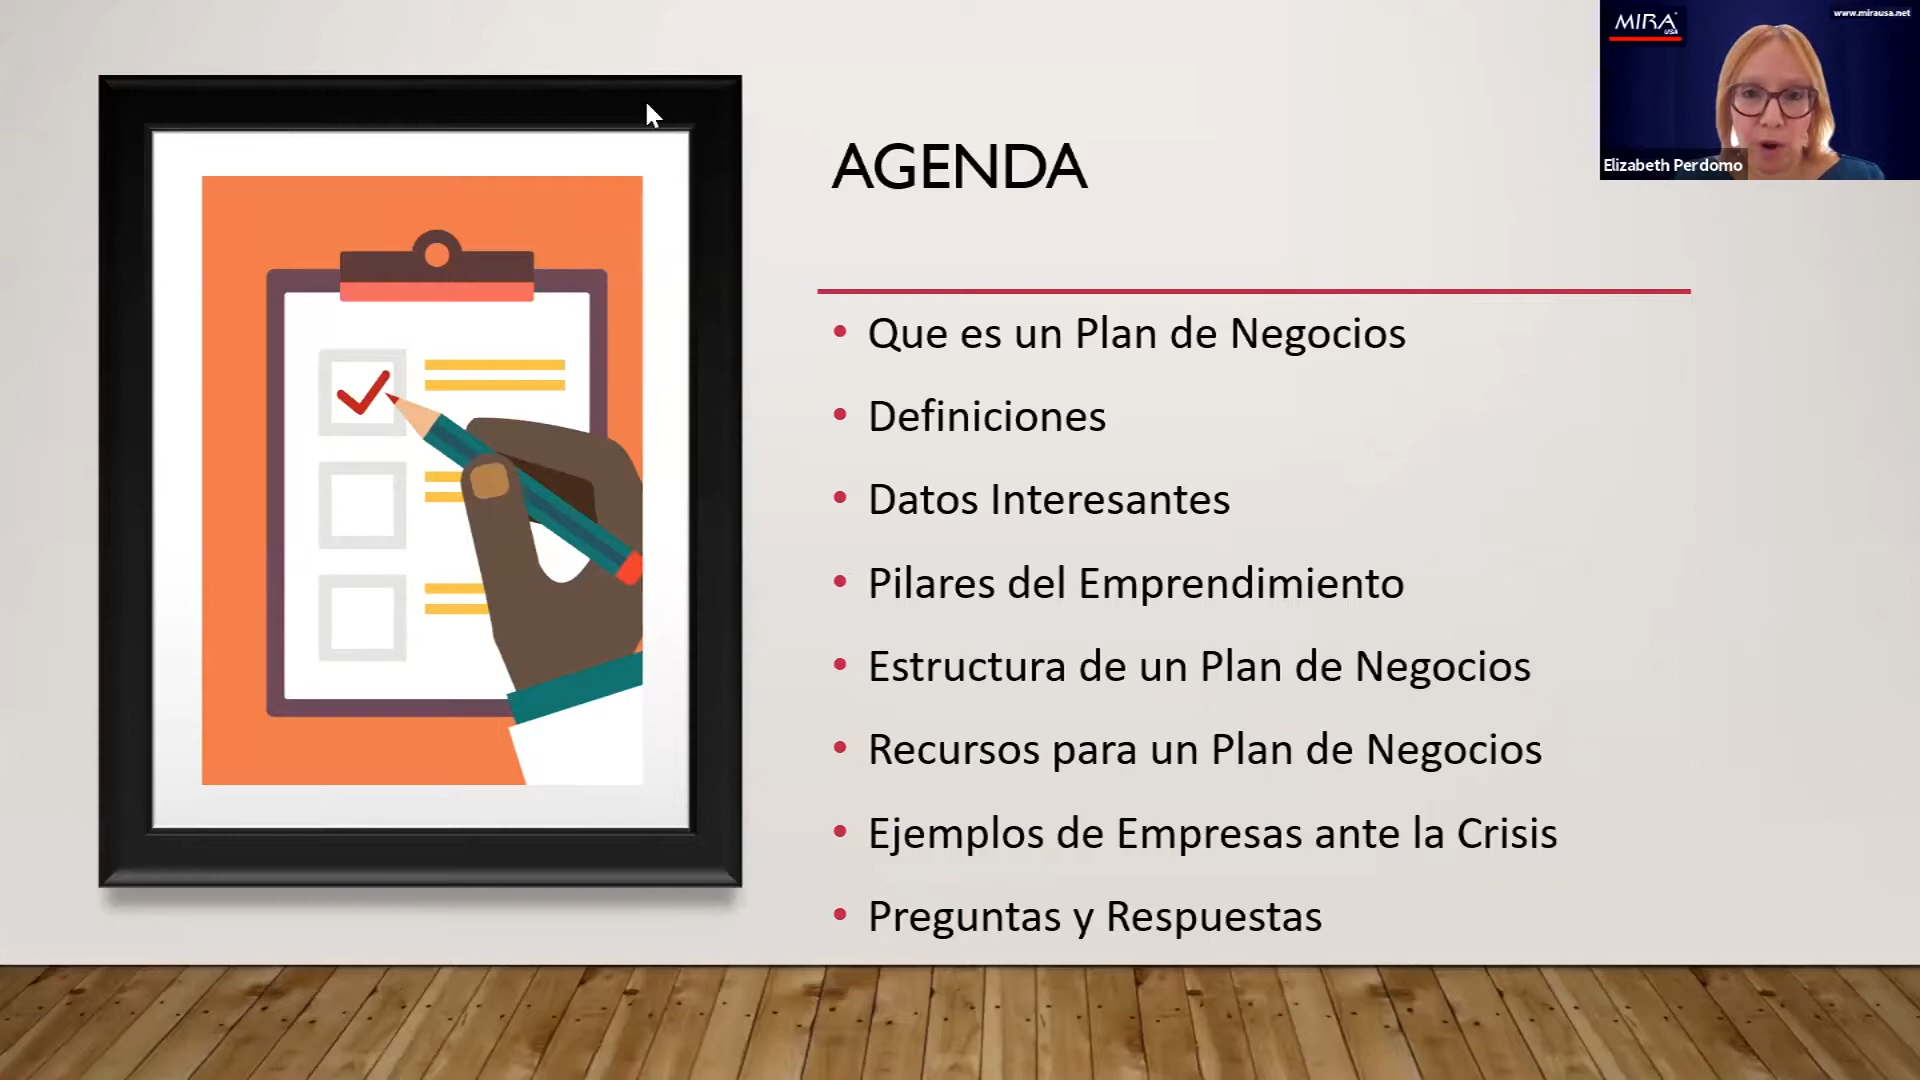 MIRA
USA
www.mirausa.net
Elizabeth Perdomo
AGENDA
• Que es un Plan de Negocios
• Definiciones
• Datos Interesantes
• Pilares del Emprendimiento
• Estructura de un Plan de Negocios
• Recursos para un Plan de Negocios
• Ejemplos de Empresas ante la Crisis
• Preguntas y Respuestas